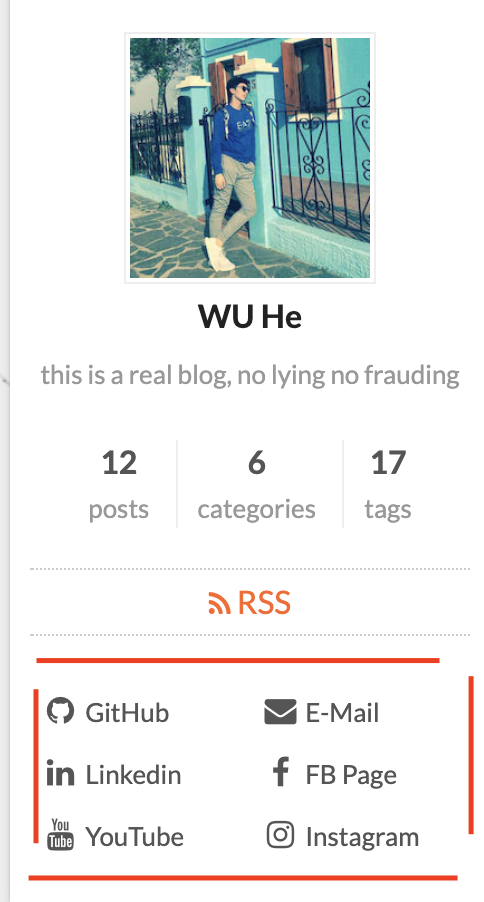 WU He
this is a real blog, no lying no frauding
12 6 17
posts categories tags
RSS
GitHub E-Mail
Linkedin FB Page
YouTube Instagram